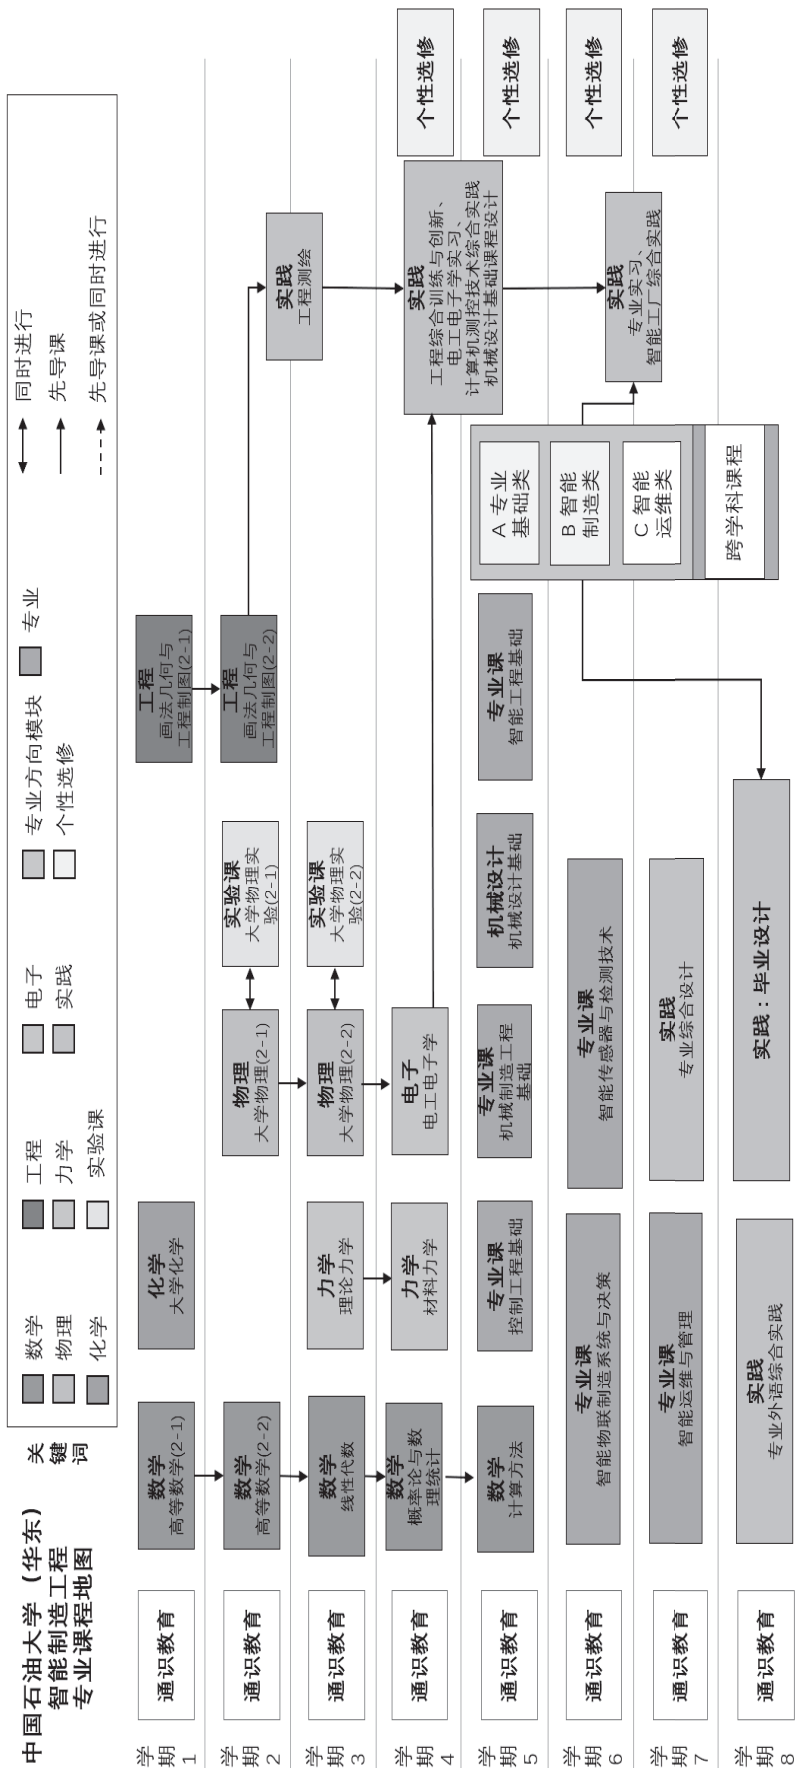 中国石油大学（华东）
智能制造工程
专业课程地图
关
键
词
数学
物理
化学
工程
力学
实验课
电子
实践
专业方向模块
个性选修
专业
同时进行
先导课
先导课或同时进行
学
期
1
通识教育
数学
高等数学(2-1)
化学
大学化学
工程
画法几何与
工程制图(2-1)
学
期
2
通识教育
数学
高等数学(2-2)
物理
大学物理(2-1)
实验课
大学物理实
验(2-1)
工程
画法几何与
工程制图(2-2)
实践
工程测绘
学
期
3
通识教育
数学
线性代数
力学
理论力学
物理
大学物理(2-2)
实验课
大学物理实
验(2-2)
学
期
4
通识教育
数学
概率论与数
理统计
力学
材料力学
电子
电工电子学
实践
工程综合训练与创新、
电工电子学实习、
计算机测控技术综合实践
机械设计基础课程设计
个性选修
学
期
5
通识教育
数学
计算方法
专业课
控制工程基础
专业课
机械制造工程
基础
机械设计
机械设计基础
专业课
智能工程基础
A 专业
基础类
个性选修
学
期
6
通识教育
专业课
智能物联制造系统与决策
专业课
智能传感器与检测技术
B 智能
制造类
个性选修
学
期
7
通识教育
专业课
智能运维与管理
实践
专业综合设计
C 智能
运维类
实践
专业实习、
智能工厂综合实践
个性选修
学
期
8
通识教育
实践
专业外语综合实践
实践：毕业设计
跨学科课程